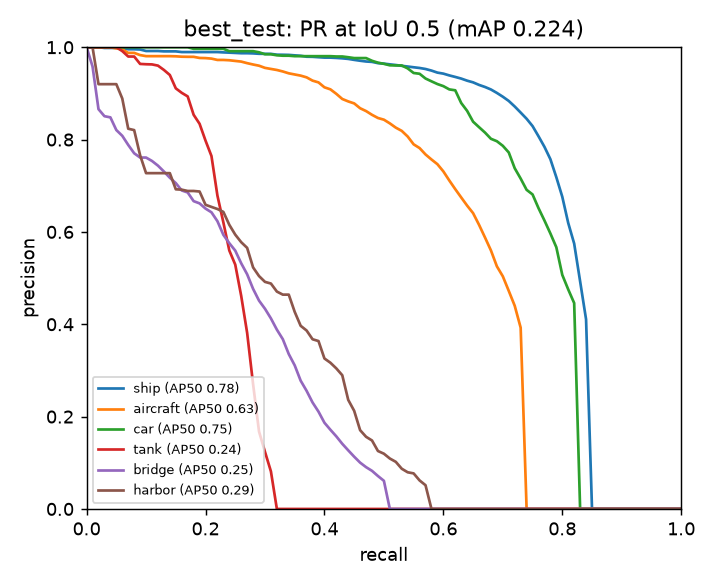 best_test: PR at IoU 0.5 (mAP 0.224)
1.0
0.8
0.6
0.4
0.2
0.0
precision
ship (AP50 0.78)
aircraft (AP50 0.63)
car (AP50 0.75)
tank (AP50 0.24)
bridge (AP50 0.25)
harbor (AP50 0.29)
0.0 0.2 0.4 0.6 0.8 1.0
recall